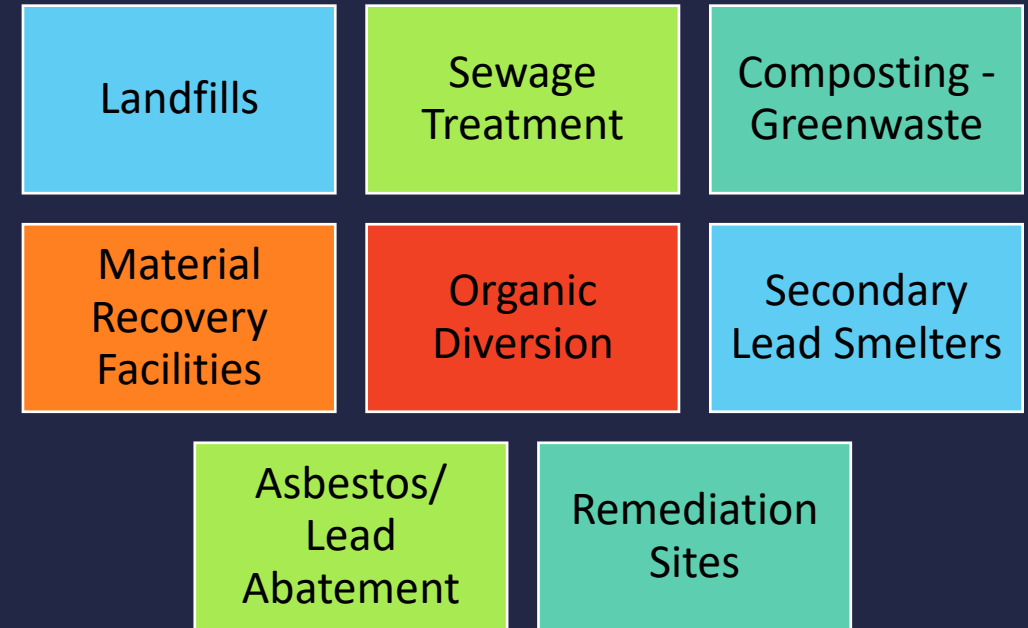 Landfills
Sewage
Treatment
Composting -
Greenwaste
Material
Recovery
Facilities
Organic
Diversion
Secondary
Lead Smelters
Asbestos/
Lead
Abatement
Remediation
Sites